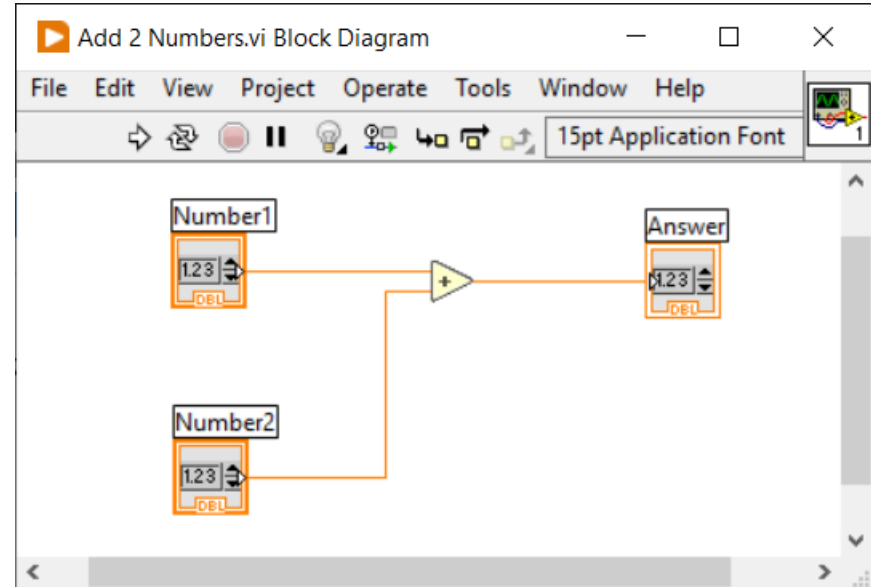 Add 2 Numbers.vi Block Diagram
File Edit View Project Operate Tools Window Help
15pt Application Font
1
Number1
1.23
DBL
Answer
1.23
DBL
+
Number2
1.23
DBL